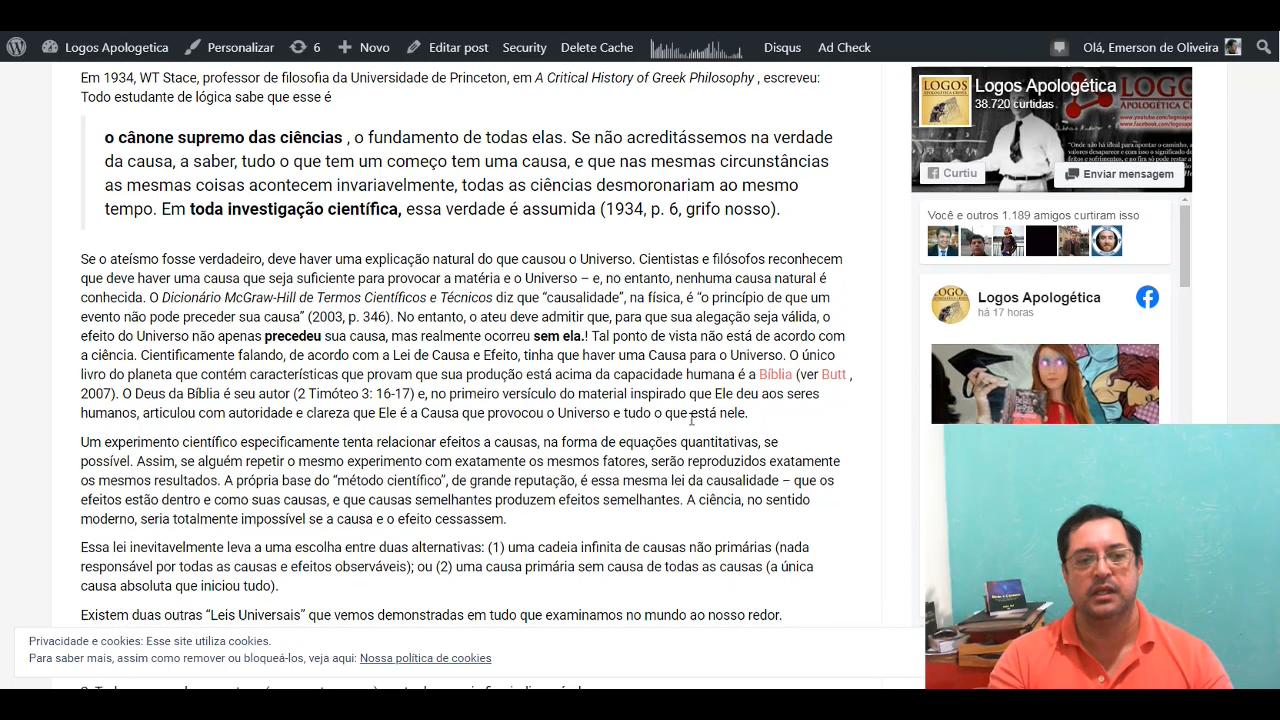 Logos Apologetica
Personalizar
6
Novo
Editar post
Security
Delete Cache
Disqus
Ad Check
Olá, Emerson de Oliveira
Em 1934, WT Stace, professor de filosofia da Universidade de Princeton, em A Critical History of Greek Philosophy , escreveu:
Todo estudante de lógica sabe que esse é
o cânone supremo das ciências , o fundamento de todas elas. Se não acreditássemos na verdade
da causa, a saber, tudo o que tem um começo tem uma causa, e que nas mesmas circunstâncias
as mesmas coisas acontecem invariavelmente, todas as ciências desmoronariam ao mesmo
tempo. Em toda investigação científica, essa verdade é assumida (1934, p. 6, grifo nosso).
Se o ateísmo fosse verdadeiro, deve haver uma explicação natural do que causou o Universo. Cientistas e filósofos reconhecem
que deve haver uma causa que seja suficiente para provocar a matéria e o Universo – e, no entanto, nenhuma causa natural é
conhecida. O Dicionário McGraw-Hill de Termos Científicos e Técnicos diz que “causalidade”, na física, é “o princípio de que um
evento não pode preceder sua causa” (2003, p. 346). No entanto, o ateu deve admitir que, para que sua alegação seja válida, o
efeito do Universo não apenas precedeu sua causa, mas realmente ocorreu sem ela.! Tal ponto de vista não está de acordo com
a ciência. Cientificamente falando, de acordo com a Lei de Causa e Efeito, tinha que haver uma Causa para o Universo. O único
livro do planeta que contém características que provam que sua produção está acima da capacidade humana é a Bíblia (ver Butt ,
2007). O Deus da Bíblia é seu autor (2 Timóteo 3: 16-17) e, no primeiro versículo do material inspirado que Ele deu aos seres
humanos, articulou com autoridade e clareza que Ele é a Causa que provocou o Universo e tudo o que está nele.
Um experimento científico especificamente tenta relacionar efeitos a causas, na forma de equações quantitativas, se
possível. Assim, se alguém repetir o mesmo experimento com exatamente os mesmos fatores, serão reproduzidos exatamente
os mesmos resultados. A própria base do “método científico”, de grande reputação, é essa mesma lei da causalidade – que os
efeitos estão dentro e como suas causas, e que causas semelhantes produzem efeitos semelhantes. A ciência, no sentido
moderno, seria totalmente impossível se a causa e o efeito cessassem.
Essa lei inevitavelmente leva a uma escolha entre duas alternativas: (1) uma cadeia infinita de causas não primárias (nada
responsável por todas as causas e efeitos observáveis); ou (2) uma causa primária sem causa de todas as causas (a única
causa absoluta que iniciou tudo).
Existem duas outras “Leis Universais” que vemos demonstradas em tudo que examinamos no mundo ao nosso redor.
Privacidade e cookies: Esse site utiliza cookies.
Para saber mais, assim como remover ou bloqueá-los, veja aqui: Nossa política de cookies
Logos Apologética
38.720 curtidas
Curtiu
Enviar mensagem
Você e outros 1.189 amigos curtiram isso
Logos Apologética
há 17 horas